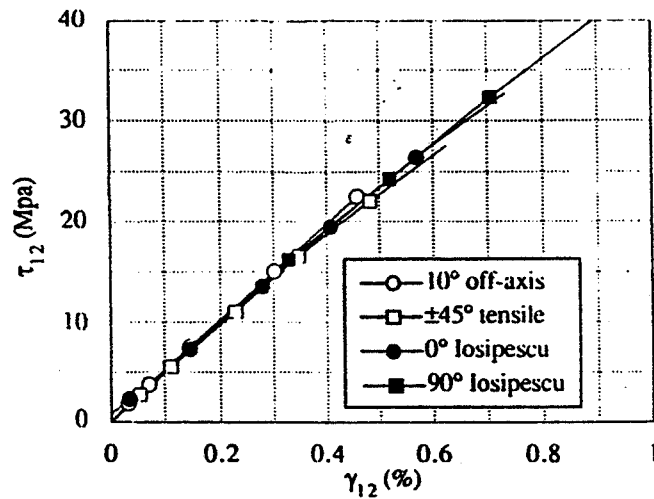 40
30
20
10
0
τ12 (Mpa)
0
0.2
0.4
0.6
0.8
1
γ12 (%)
10° off-axis
±45° tensile
0° Iosipescu
90° Iosipescu
ε